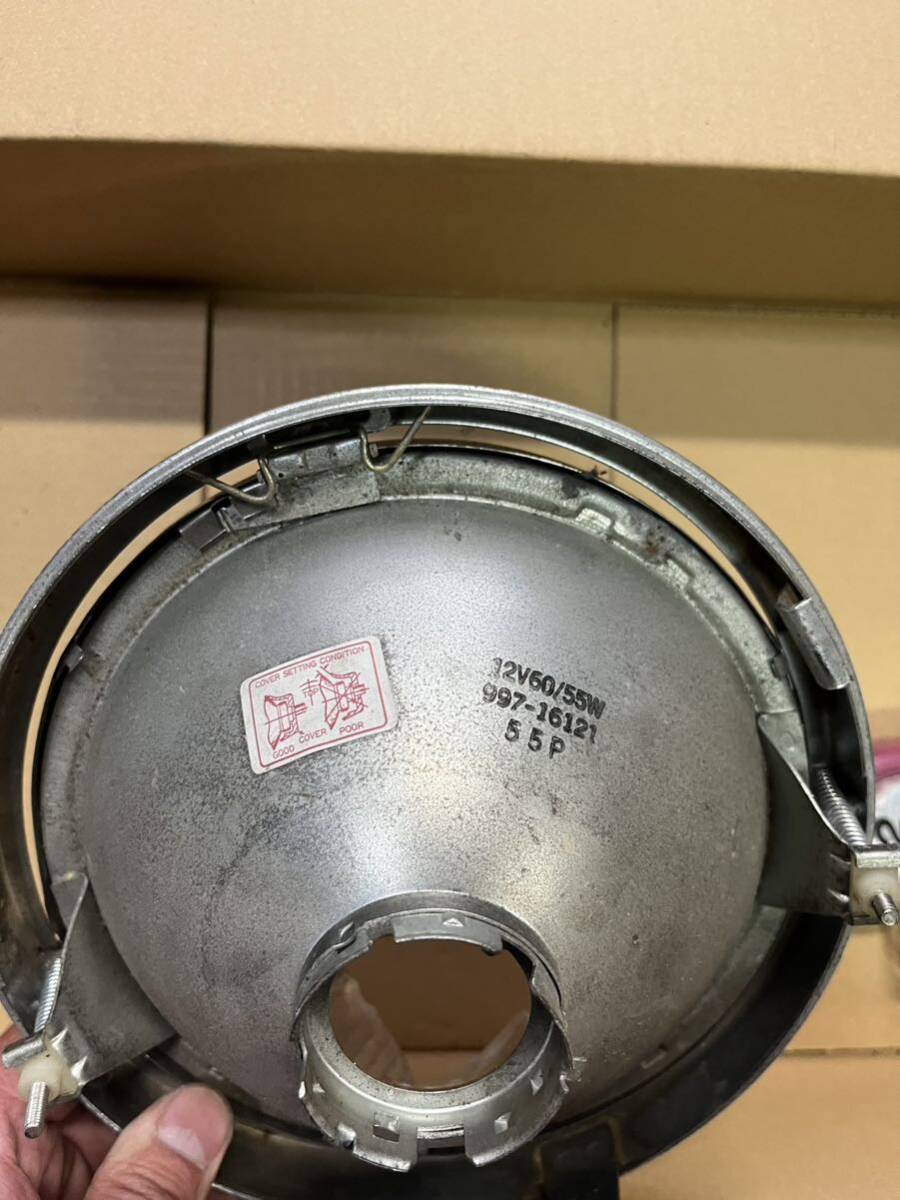 COVER SETTING CONDITION
GOOD COVER POOR
12V60/55W
997-16121
55P